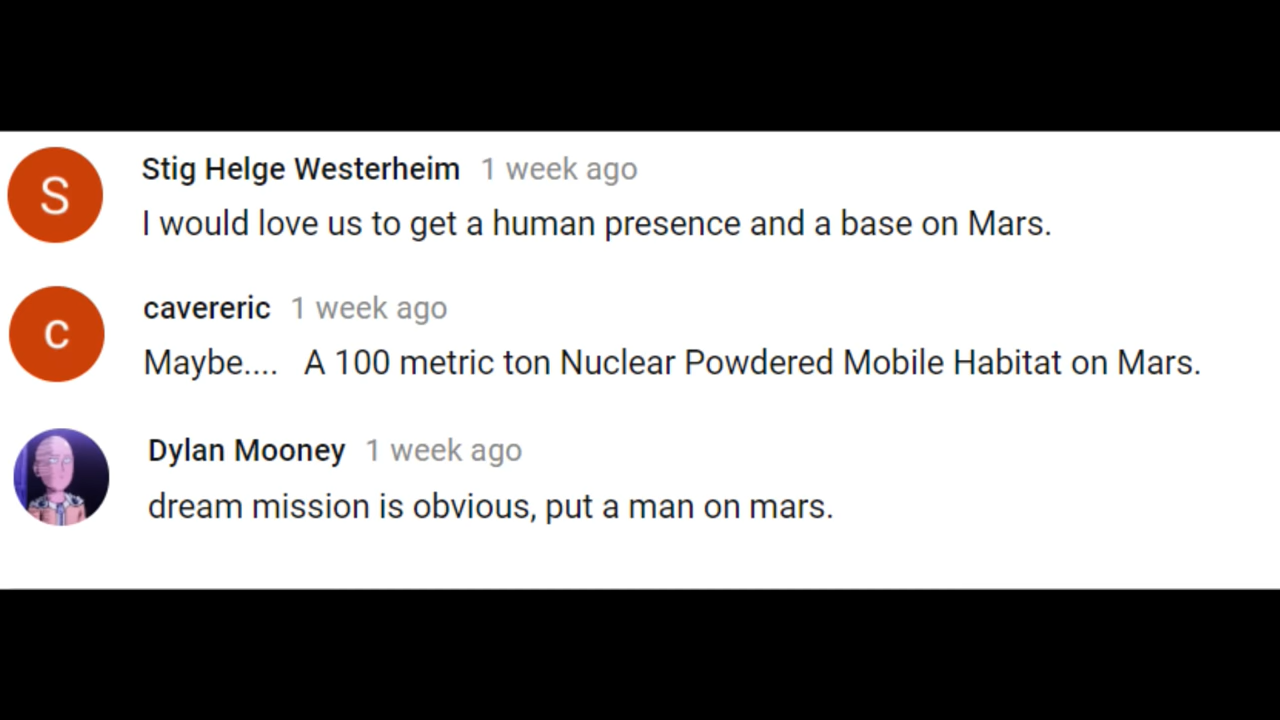 S
Stig Helge Westerheim 1 week ago
I would love us to get a human presence and a base on Mars.
c
cavereric 1 week ago
Maybe.... A 100 metric ton Nuclear Powdered Mobile Habitat on Mars.
Dylan Mooney 1 week ago
dream mission is obvious, put a man on mars.